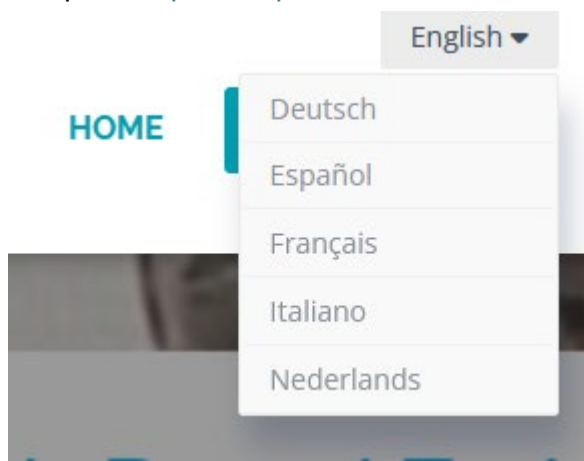 English
HOME
Deutsch
Español
Français
Italiano
Nederlands